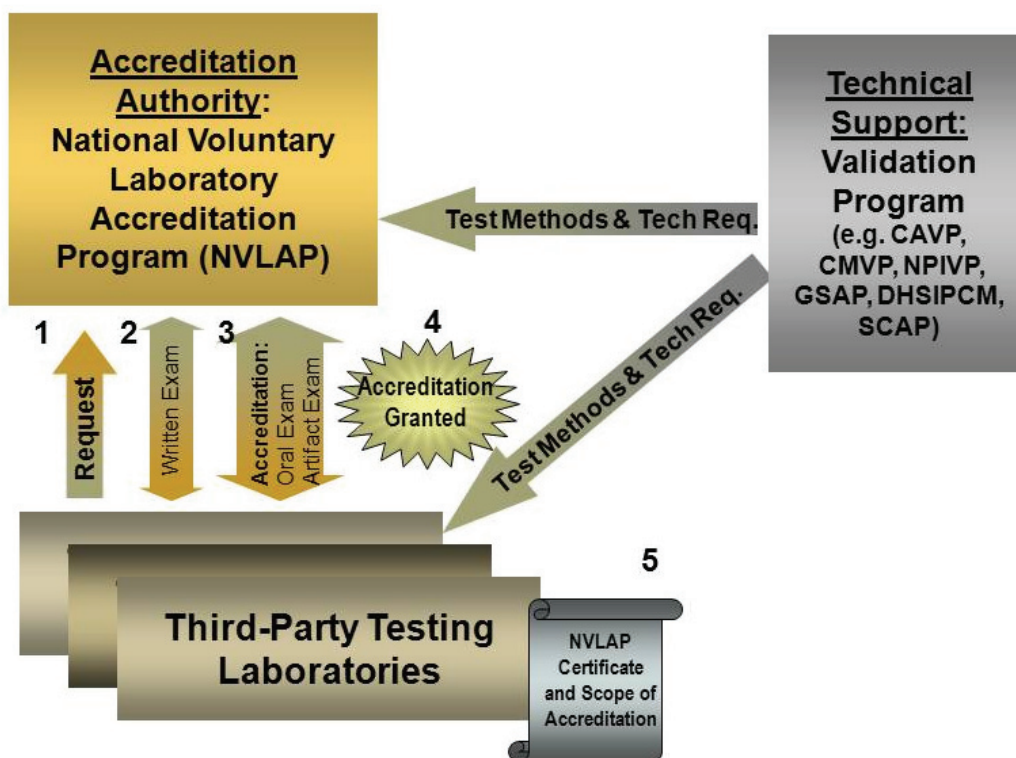 Accreditation
Authority:
National Voluntary
Laboratory
Accreditation
Program (NVLAP)
Technical
Support:
Validation
Program
(e.g. CAVP,
CMVP, NPIVP,
GSAP, DHSIPCM,
SCAP)
Test Methods & Tech Req.
Test Methods & Tech Req.
1
Request
2
Written Exam
3
Accreditation:
Oral Exam
Artifact Exam
4
Accreditation
Granted
Third-Party Testing
Laboratories
5
NVLAP
Certificate
and Scope of
Accreditation